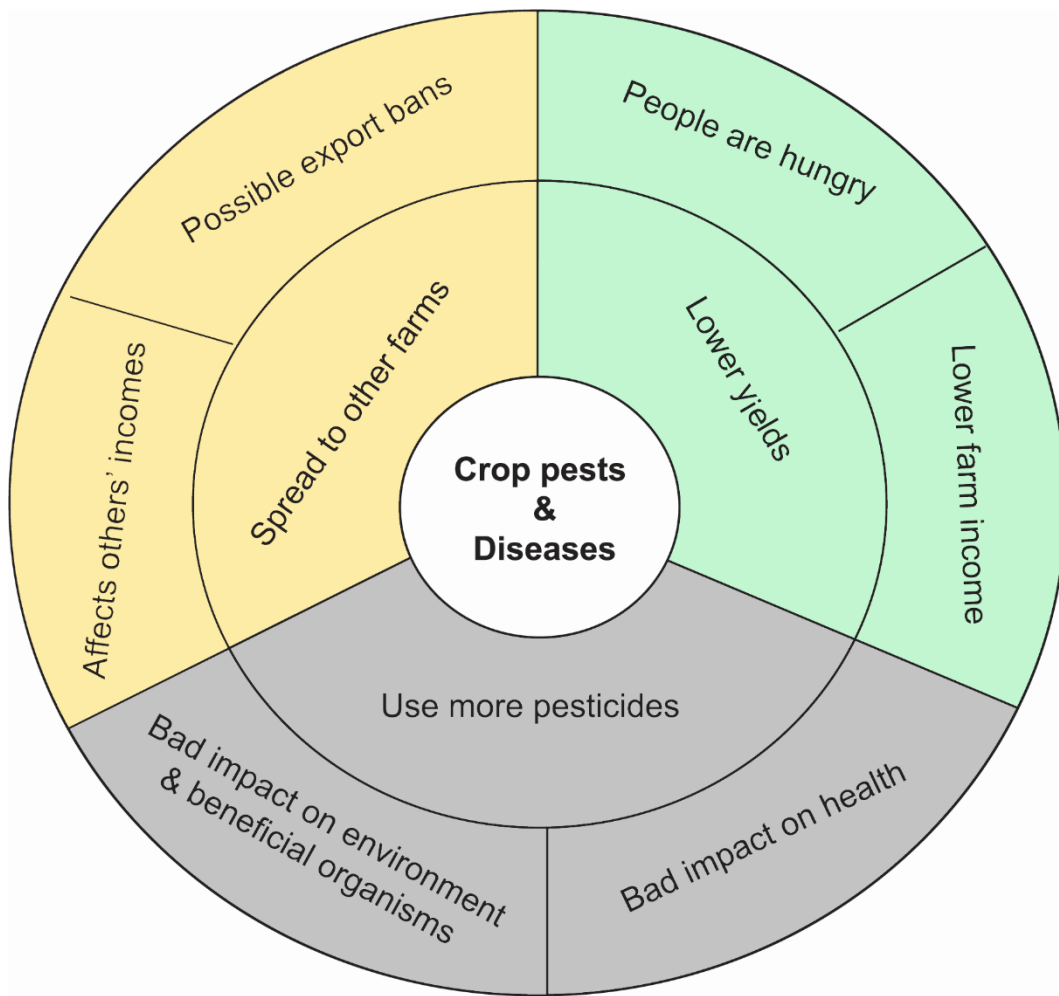 Possible export bans
People are hungry
Spread to other farms
Lower yields
Affects others’ incomes
Lower farm income
Crop pests
&
Diseases
Use more pesticides
Bad impact on environment
& beneficial organisms
Bad impact on health